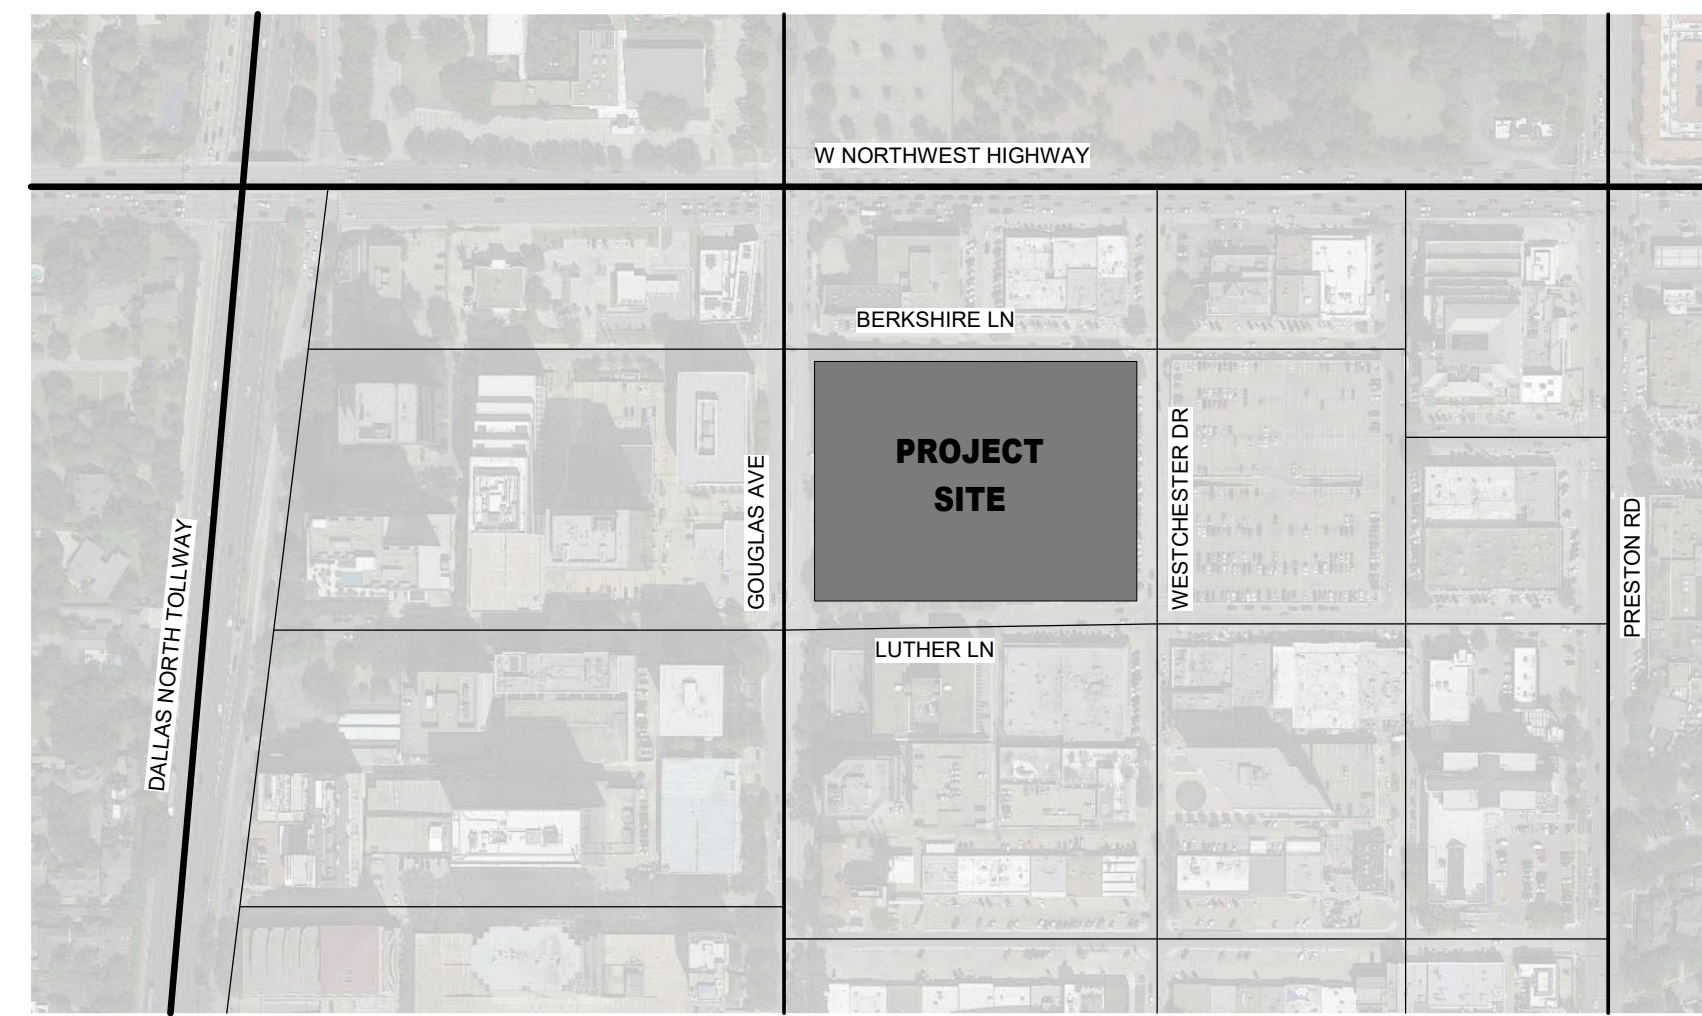 W NORTHWEST HIGHWAY
BERKSHIRE LN
PROJECT
SITE
GOUGLAS AVE
WESTCHESTER DR
PRESTON RD
DALLAS NORTH TOLLWAY
LUTHER LN